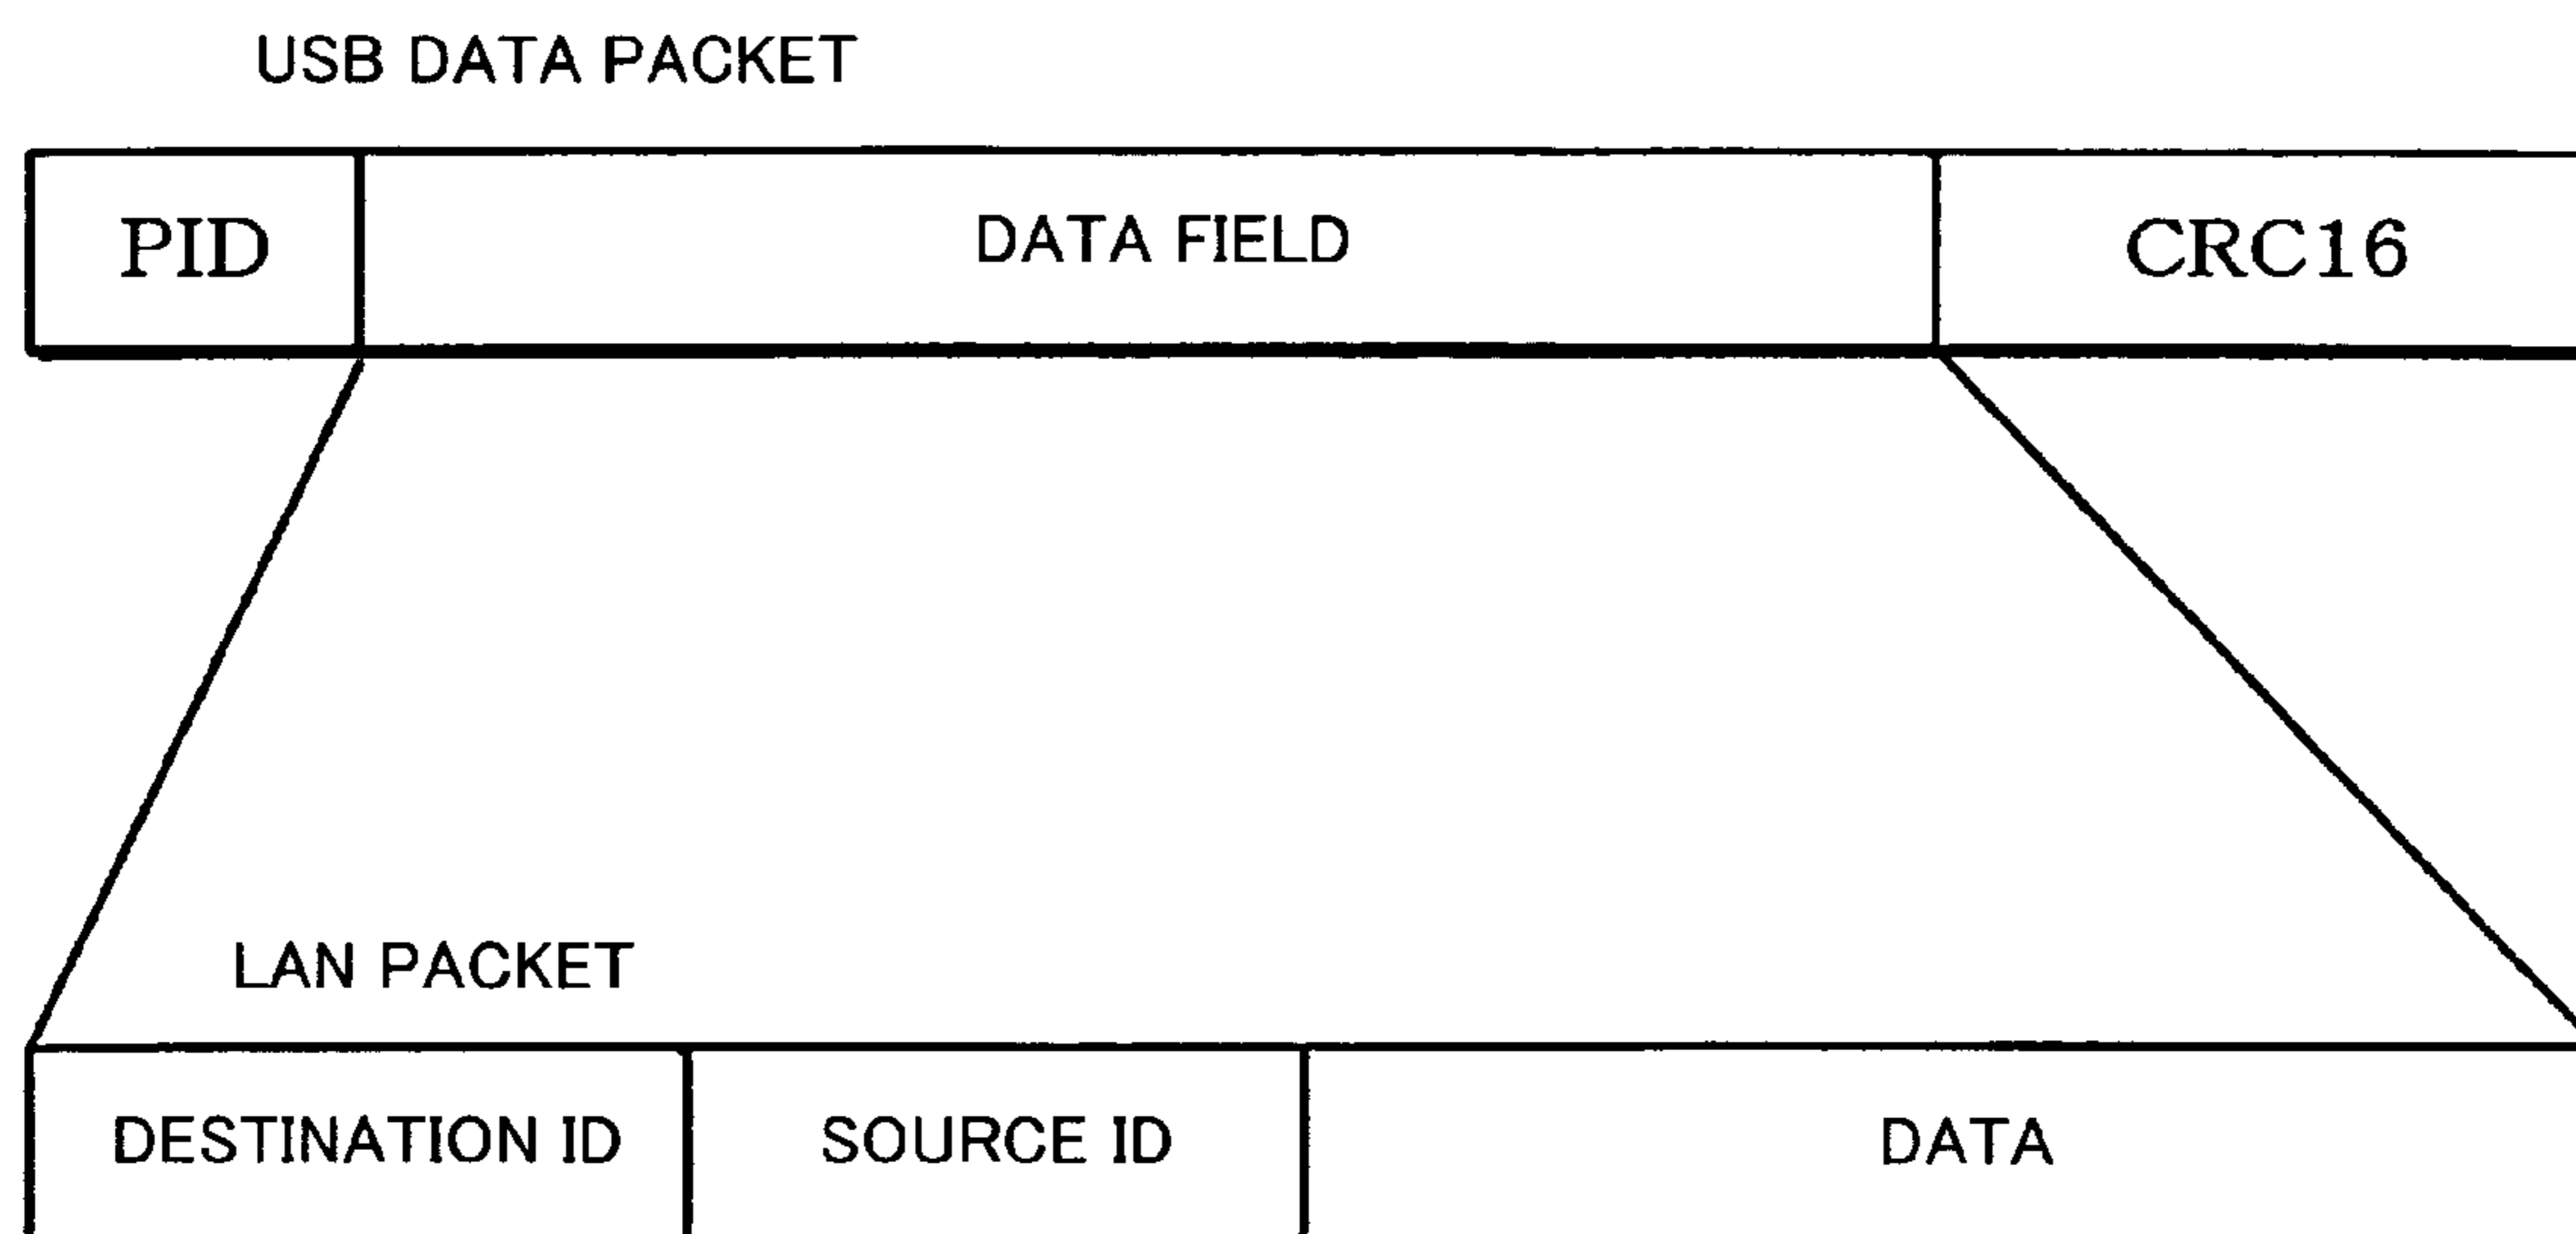 USB DATA PACKET
PID DATA FIELD CRC16
LAN PACKET
DESTINATION ID SOURCE ID DATA